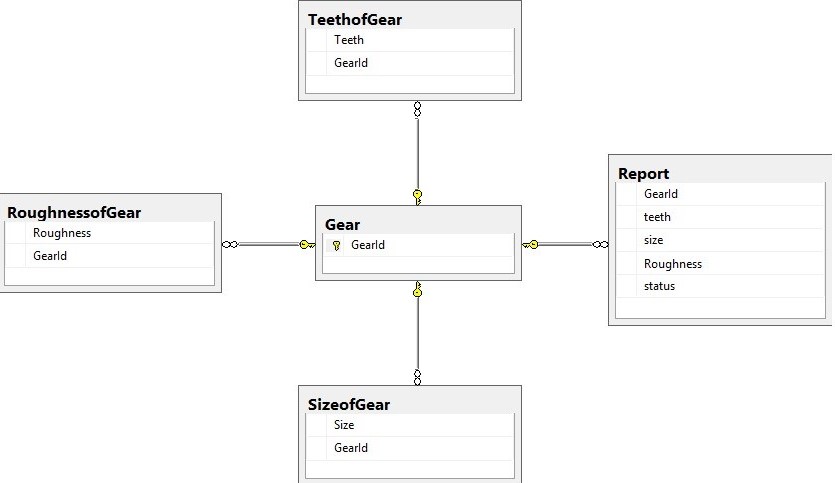 TeethofGear
Teeth
GearId
RoughnessofGear
Roughness
GearId
Gear
GearId
Report
GearId
teeth
size
Roughness
status
SizeofGear
Size
GearId